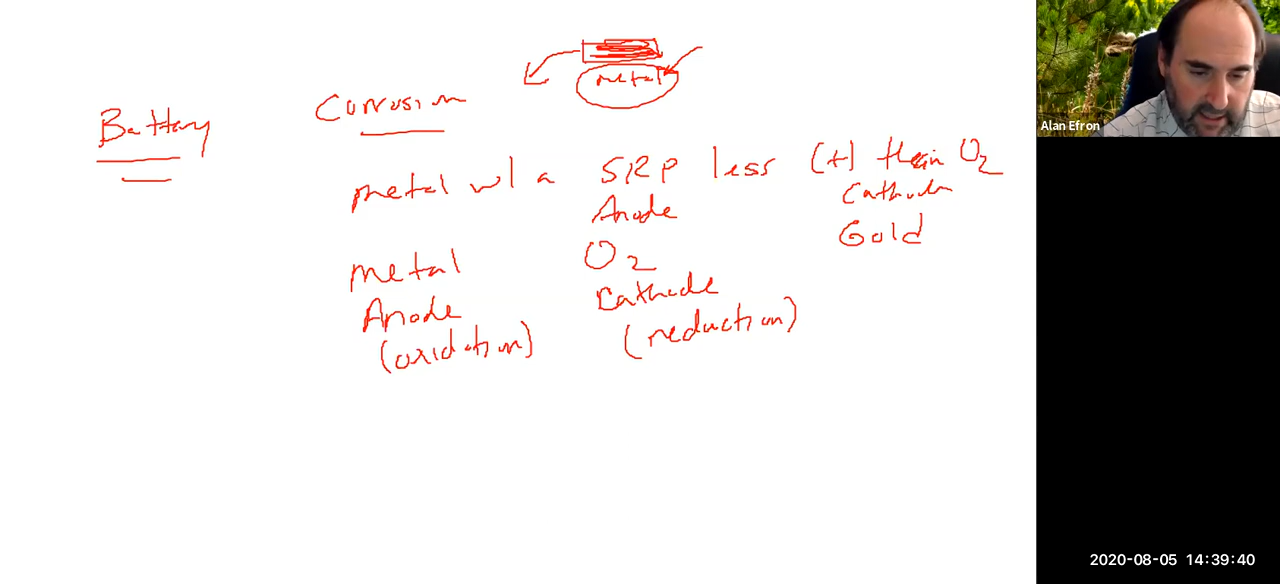 metal
Battery
Corrosion
metal w/ a SRP less (+) than O2
Anode
Cathode
Gold
metal
O2
Anode
Cathode
(oxidation)
(reduction)
Alan Efron
2020-08-05 14:39:40